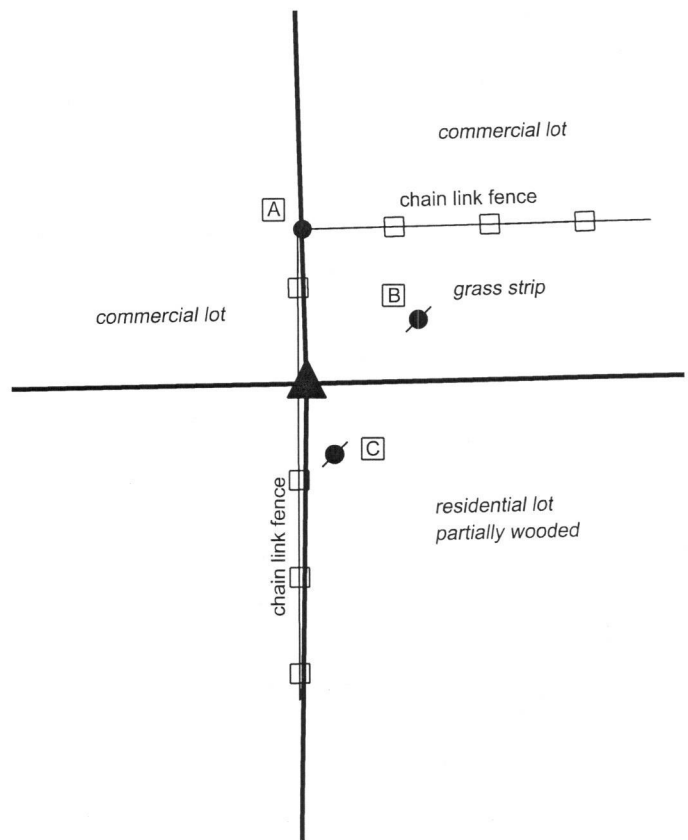 commercial lot
chain link fence
A
B
grass strip
commercial lot
C
chain link fence
residential lot
partially wooded